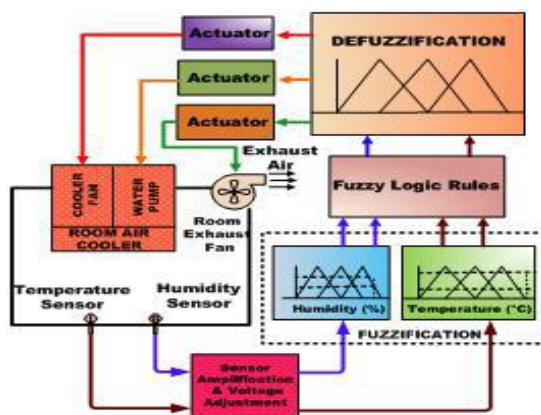 Actuator
DEFUZZIFICATION
Actuator
Actuator
Exhaust
Air
COOLER
FAN
WATER
PUMP
ROOM AIR
COOLER
Room
Exhaust
Fan
Fuzzy Logic Rules
Temperature
Sensor
Humidity
Sensor
Humidity (%)
Temperature (°C)
FUZZIFICATION
Sensor
Amplification
& Voltage
Adjustment